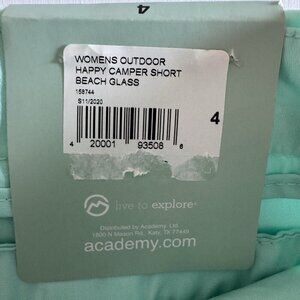 4
WOMENS OUTDOOR
HAPPY CAMPER SHORT
BEACH GLASS
158744
S11/2020
4
4 20001 93508 6
live to explore
Distributed by Academy, Ltd.
1800 N Mason Rd., Katy, TX 77449
academy.com